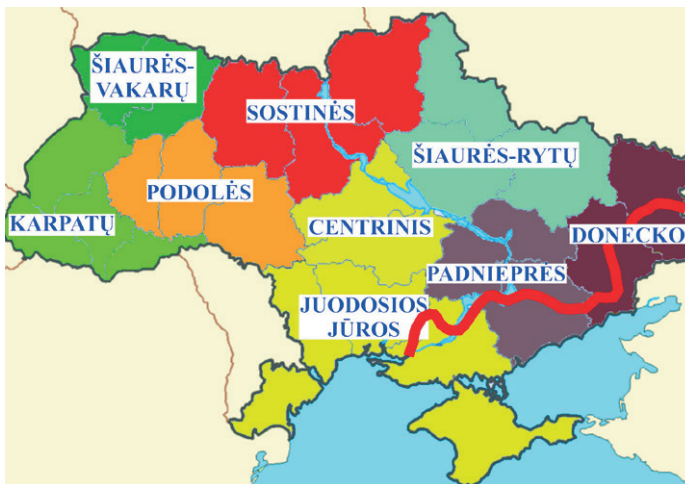 ŠIAURĖS-
VAKARŲ
SOSTINĖS
ŠIAURĖS-RYTŲ
PODOLĖS
KARPATŲ
CENTRINIS
DONECKO
PADNIEPRĖS
JUODOSIOS
JŪROS